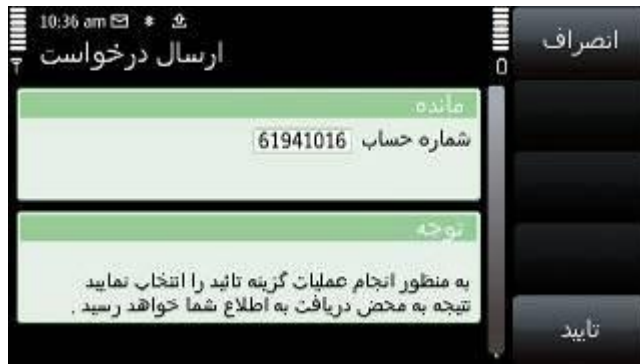 10:36 am
ارسال درخواست
انصراف
مانده
شماره حساب 61941016
توجه
به منظور انجام عملیات گزینه تائید را انتخاب نمایید
نتیجه به محض دریافت به اطلاع شما خواهد رسید .
تایید